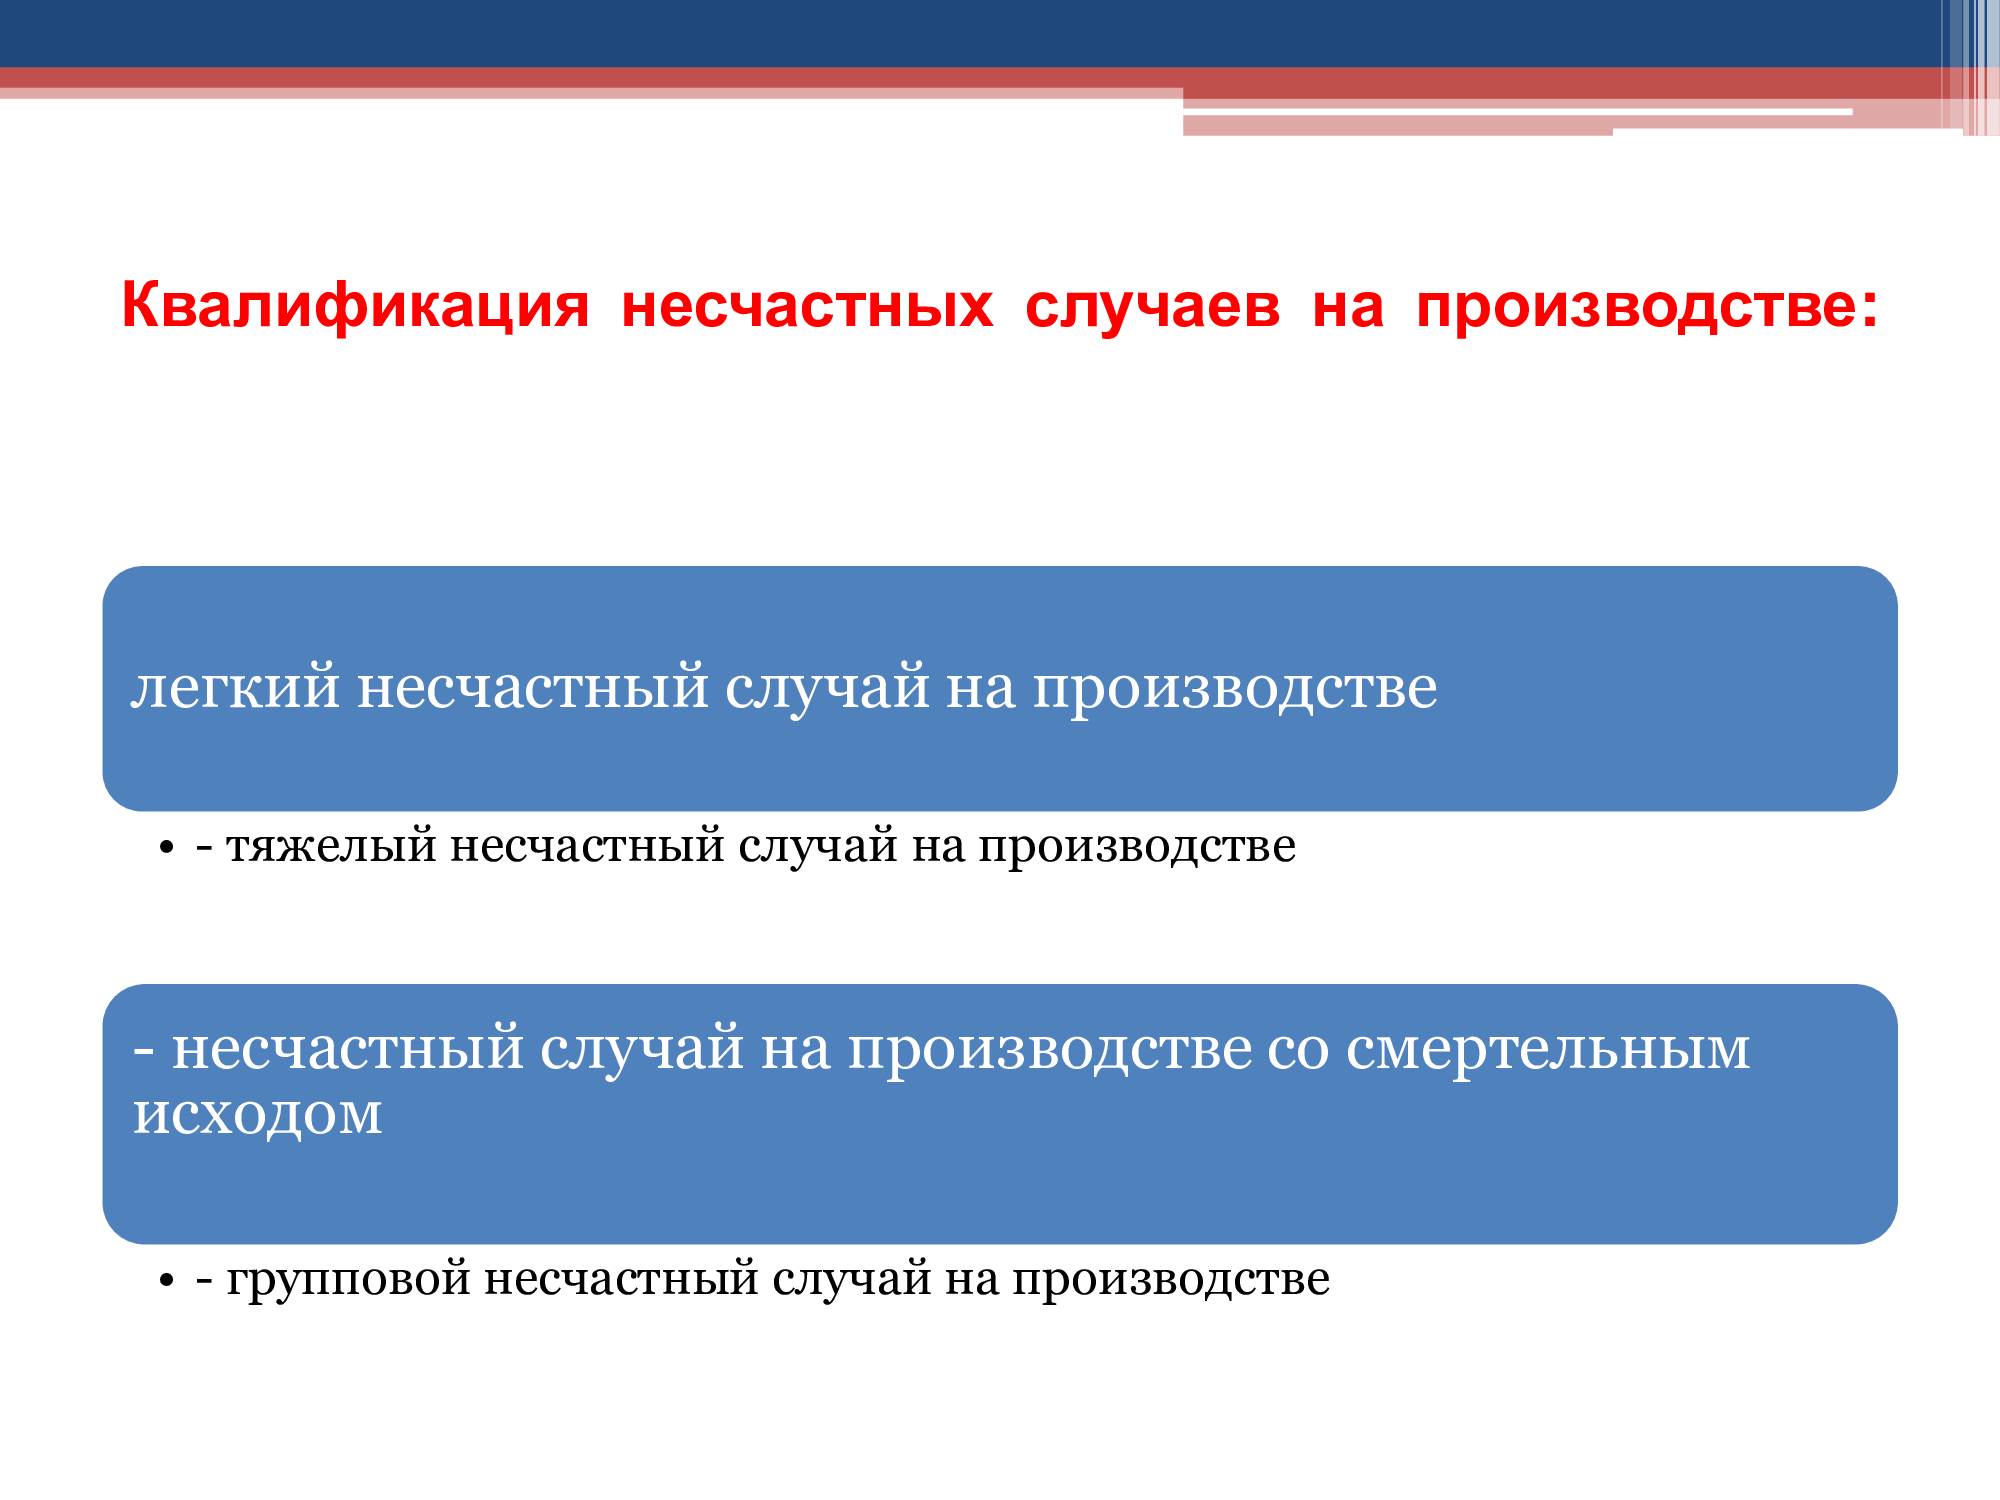 Квалификация несчастных случаев на производстве:
легкий несчастный случай на производстве
• - тяжелый несчастный случай на производстве
- несчастный случай на производстве со смертельным
исходом
• - групповой несчастный случай на производстве